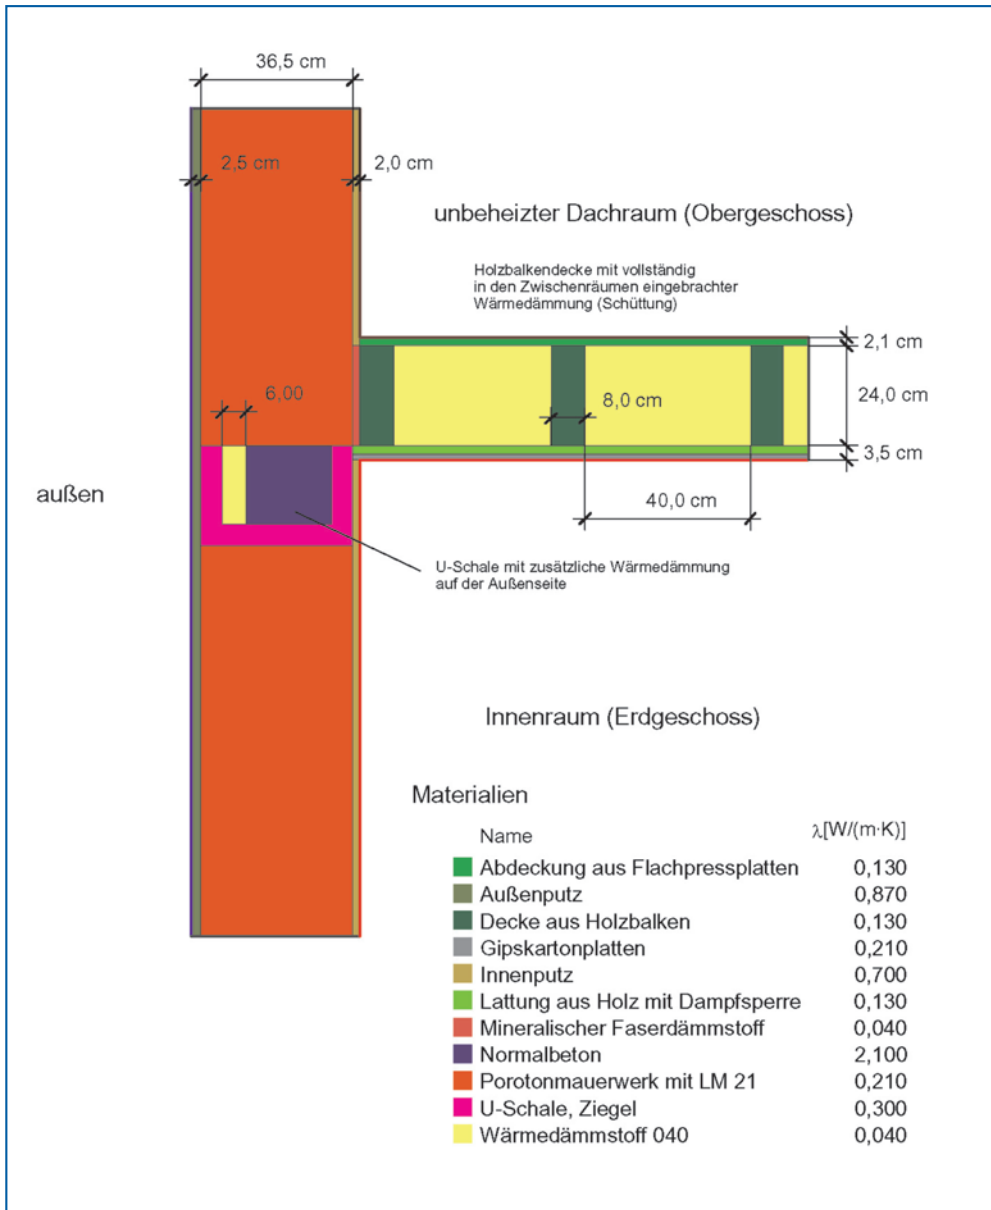 36,5 cm
2,5 cm
2,0 cm
unbeheizter Dachraum (Obergeschoss)
Holzbalkendecke mit vollständig
in den Zwischenräumen eingebrachter
Wärmedämmung (Schüttung)
2,1 cm
6,00
8,0 cm
24,0 cm
3,5 cm
außen
40,0 cm
U-Schale mit zusätzliche Wärmedämmung
auf der Außenseite
Innenraum (Erdgeschoss)
Materialien
Name λ[W/(m·K)]
Abdeckung aus Flachpressplatten 0,130
Außenputz 0,870
Decke aus Holzbalken 0,130
Gipskartonplatten 0,210
Innenputz 0,700
Lattung aus Holz mit Dampfsperre 0,130
Mineralischer Faserdämmstoff 0,040
Normalbeton 2,100
Porotonmauerwerk mit LM 21 0,210
U-Schale, Ziegel 0,300
Wärmedämmstoff 040 0,040